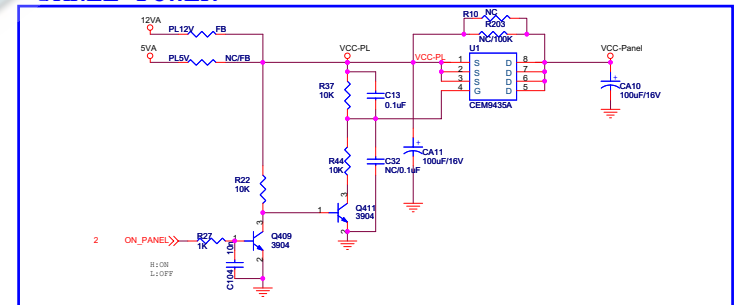 12VA
PL12V FB
5VA
PL5V NC/FB
VCC-PL
VCC-PL
R10 NC
R203
NC/100K
U1
1 S D 8
2 S D 7
3 S D 6
4 G D 5
CEM9435A
VCC-Panel
CA10
100uF/16V
R37
10K
C13
0.1uF
R44
10K
C32
NC/0.1uF
CA11
100uF/16V
R22
10K
1
3
2
Q411
3904
2 ON_PANEL
R27
1K
1
3
2
Q409
3904
C104
H:ON
L:OFF